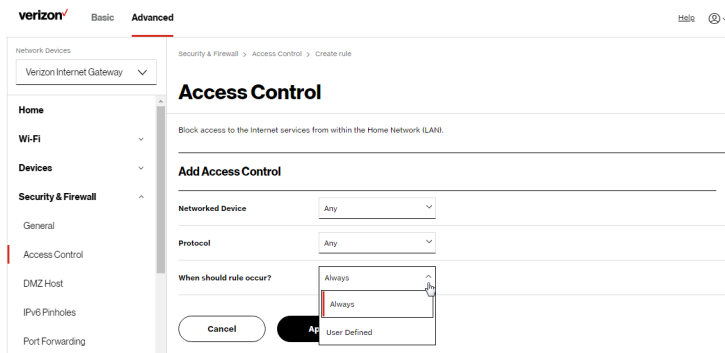 verizon
Basic
Advanced
Help
Network Devices
Verizon Internet Gateway
Home
Wi-Fi
Devices
Security & Firewall
General
Access Control
DMZ Host
IPv6 Pinholes
Port Forwarding
Security & Firewall > Access Control > Create rule
Access Control
Block access to the Internet services from within the Home Network (LAN).
Add Access Control
Networked Device
Any
Protocol
Any
When should rule occur?
Always
Always
User Defined
Cancel
Ap